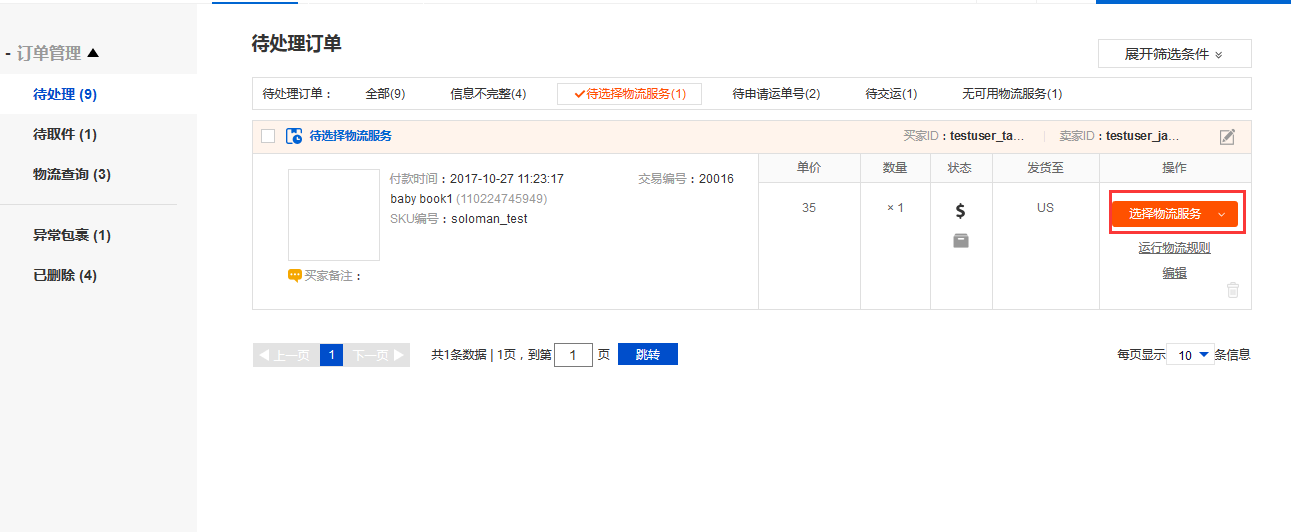 - 订单管理 ▲
待处理 (9)
待取件 (1)
物流查询 (3)
异常包裹 (1)
已删除 (4)
待处理订单
展开筛选条件
待处理订单： 全部(9) 信息不完整(4) 待选择物流服务(1) 待申请运单号(2) 待交运(1) 无可用物流服务(1)
待选择物流服务 买家ID：testuser_ta... 卖家ID：testuser_ja...
单价 数量 状态 发货至 操作
付款时间：2017-10-27 11:23:17 交易编号：20016
baby book1 (110224745949)
SKU编号：soloman_test
买家备注：
35 × 1 $ US
选择物流服务
运行物流规则
编辑
上一页 1 下一页 共1条数据 | 1页，到第 1 页 跳转 每页显示 10 条信息